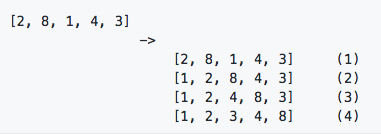 [2, 8, 1, 4, 3]
->
[2, 8, 1, 4, 3] (1)
[1, 2, 8, 4, 3] (2)
[1, 2, 4, 8, 3] (3)
[1, 2, 3, 4, 8] (4)